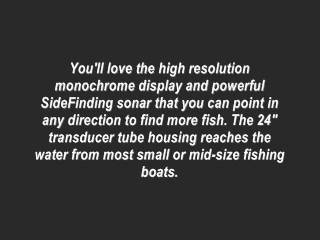 You'll love the high resolution
monochrome display and powerful
SideFinding sonar that you can point in
any direction to find more fish. The 24"
transducer tube housing reaches the
water from most small or mid-size fishing
boats.